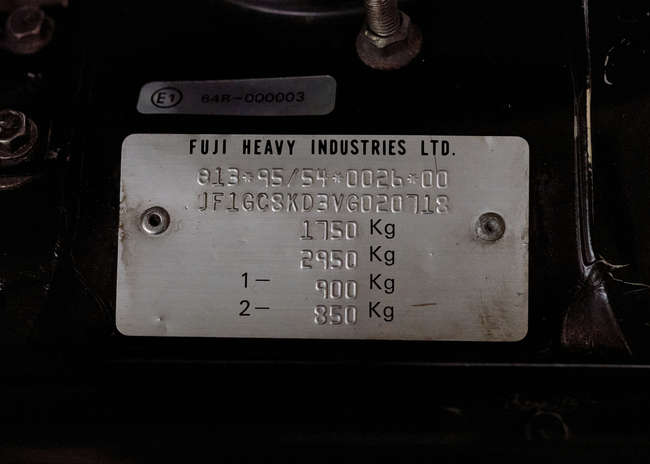 E1 64R-000003
FUJI HEAVY INDUSTRIES LTD.
013*95/54*0026*00
JF1GC8KD3VG020718
1750 Kg
2950 Kg
1- 900 Kg
2- 850 Kg